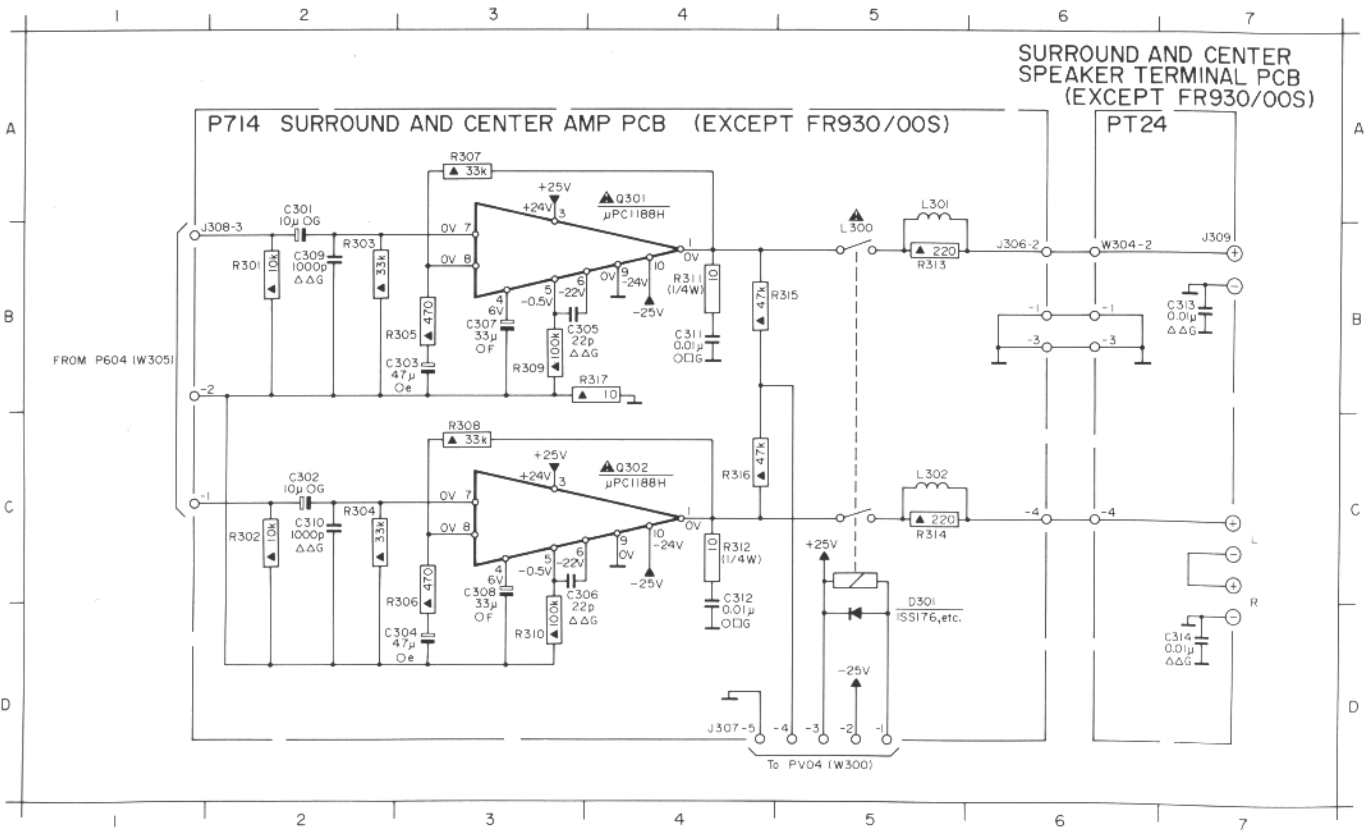 1 2 3 4 5 6 7
SURROUND AND CENTER
SPEAKER TERMINAL PCB
(EXCEPT FR930/00S)
A
P714 SURROUND AND CENTER AMP PCB (EXCEPT FR930/00S)
PT24
A
R307
33k
+25V
+24V
3
Q301
µPC1188H
L301
L300
J308-3
C301
10µ OG
R303
33k
0V 7
0V 8
1
0V
220
R313
J306-2
W304-2
J309
+
−
R301
10k
C309
1000p
△△G
4
6V
5
-0.5V
6
-22V
9
0V
10
-24V
-25V
R311
(1/4W)
10
47k
R315
B
R305
470
C307
33µ
OF
C305
22p
△△G
C311
0.01µ
O□G
-1
-1
C313
0.01µ
△△G
B
FROM P604 (W305)
C303
47µ
Oe
R309
100k
-3
-3
-2
R317
10
R308
33k
+25V
+24V
3
Q302
µPC1188H
47k
R316
L302
-1
C302
10µ OG
R304
33k
0V 7
0V 8
1
0V
220
R314
-4
-4
+
C
R302
10k
C310
1000p
△△G
4
6V
5
-0.5V
6
-22V
9
0V
10
-24V
-25V
R312
(1/4W)
10
+25V
L
−
+
C
R306
470
C308
33µ
OF
C306
22p
△△G
C312
0.01µ
O□G
D301
1SS176,etc.
R
−
C304
47µ
Oe
R310
100k
C314
0.01µ
△△G
-25V
D
J307-5 -4 -3 -2 -1
D
To PV04 (W300)
1 2 3 4 5 6 7